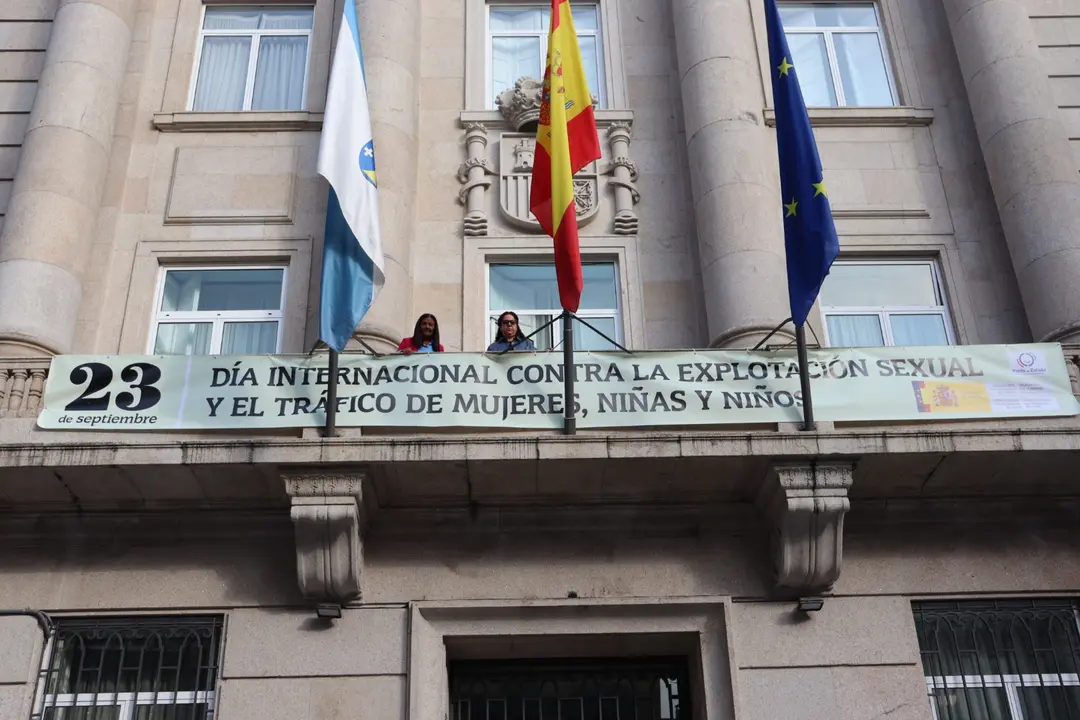 23
de septiembre
DÍA INTERNACIONAL CONTRA LA EXPLOTACIÓN SEXUAL
Y EL TRÁFICO DE MUJERES, NIÑAS Y NIÑOS